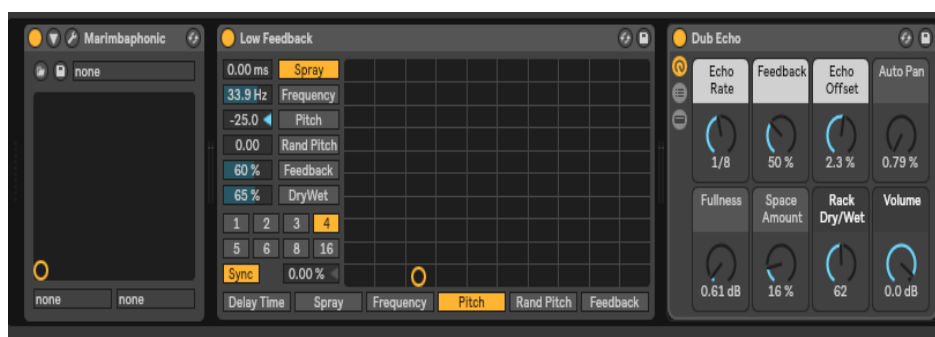 Marimbaphonic
none
none
none
Low Feedback
0.00 ms Spray
33.9 Hz Frequency
-25.0 Pitch
0.00 Rand Pitch
60 % Feedback
65 % DryWet
1 2 3 4
5 6 8 16
Sync 0.00 %
Delay Time Spray Frequency Pitch Rand Pitch Feedback
Dub Echo
Echo Rate
Feedback
Echo Offset
Auto Pan
1/8
50 %
2.3 %
0.79 %
Fullness
Space Amount
Rack Dry/Wet
Volume
0.61 dB
16 %
62
0.0 dB